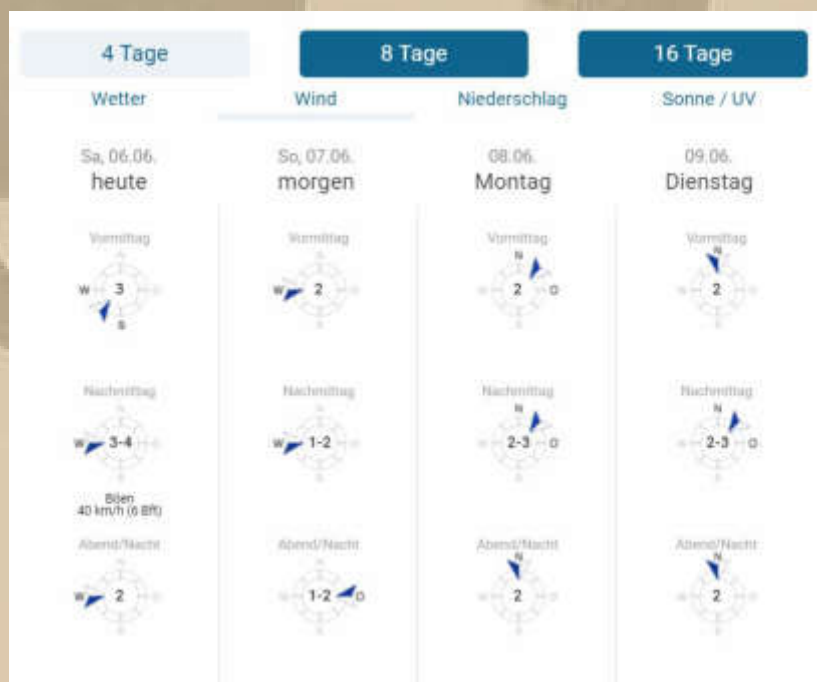 4 Tage 8 Tage 16 Tage
Wetter Wind Niederschlag Sonne / UV
Sa, 06.06. So, 07.06. 08.06. 09.06.
heute morgen Montag Dienstag
Vormittag Vormittag Vormittag Vormittag
N N N N
W 3 O W 2 O W 2 O W 2 O
S S S S
Nachmittag Nachmittag Nachmittag Nachmittag
N N N N
W 3-4 O W 1-2 O W 2-3 O W 2-3 O
S S S S
Böen
40 km/h (6 Bft)
Abend/Nacht Abend/Nacht Abend/Nacht Abend/Nacht
N N N N
W 2 O W 1-2 O W 2 O W 2 O
S S S S